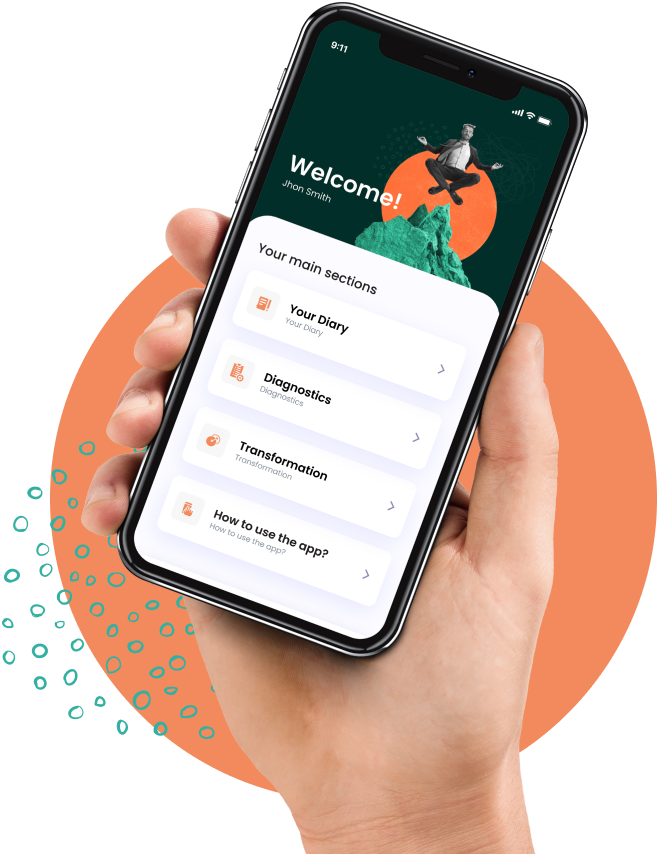 9:11
Welcome!
Jhon Smith
Your main sections
Your Diary
Your Diary
Diagnostics
Diagnostics
Transformation
Transformation
How to use the app?
How to use the app?